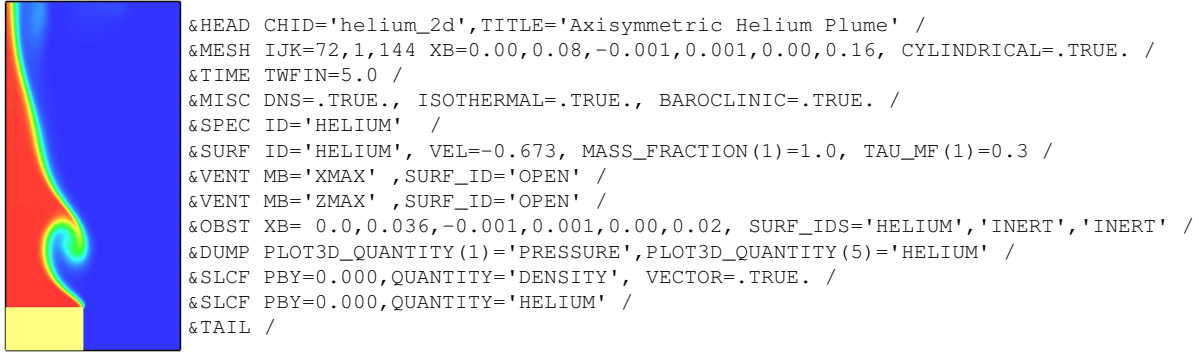 &HEAD CHID='helium_2d',TITLE='Axisymmetric Helium Plume' /
&MESH IJK=72,1,144 XB=0.00,0.08,-0.001,0.001,0.00,0.16, CYLINDRICAL=.TRUE. /
&TIME TWFIN=5.0 /
&MISC DNS=.TRUE., ISOTHERMAL=.TRUE., BAROCLINIC=.TRUE. /
&SPEC ID='HELIUM'  /
&SURF ID='HELIUM', VEL=-0.673, MASS_FRACTION(1)=1.0, TAU_MF(1)=0.3 /
&VENT MB='XMAX' ,SURF_ID='OPEN' /
&VENT MB='ZMAX' ,SURF_ID='OPEN' /
&OBST XB= 0.0,0.036,-0.001,0.001,0.00,0.02, SURF_IDS='HELIUM','INERT','INERT' /
&DUMP PLOT3D_QUANTITY(1)='PRESSURE',PLOT3D_QUANTITY(5)='HELIUM' /
&SLCF PBY=0.000,QUANTITY='DENSITY', VECTOR=.TRUE. /
&SLCF PBY=0.000,QUANTITY='HELIUM' /
&TAIL /